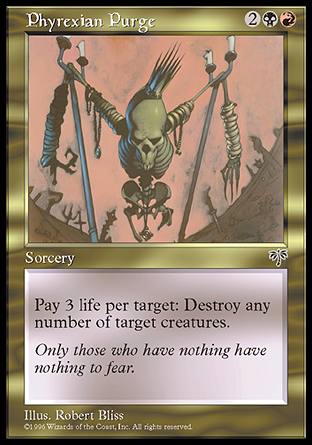 Phyrexian Purge 2
Sorcery
Pay 3 life per target: Destroy any
number of target creatures.
Only those who have nothing have
nothing to fear.
Illus. Robert Bliss
©1996 Wizards of the Coast, Inc. All rights reserved.